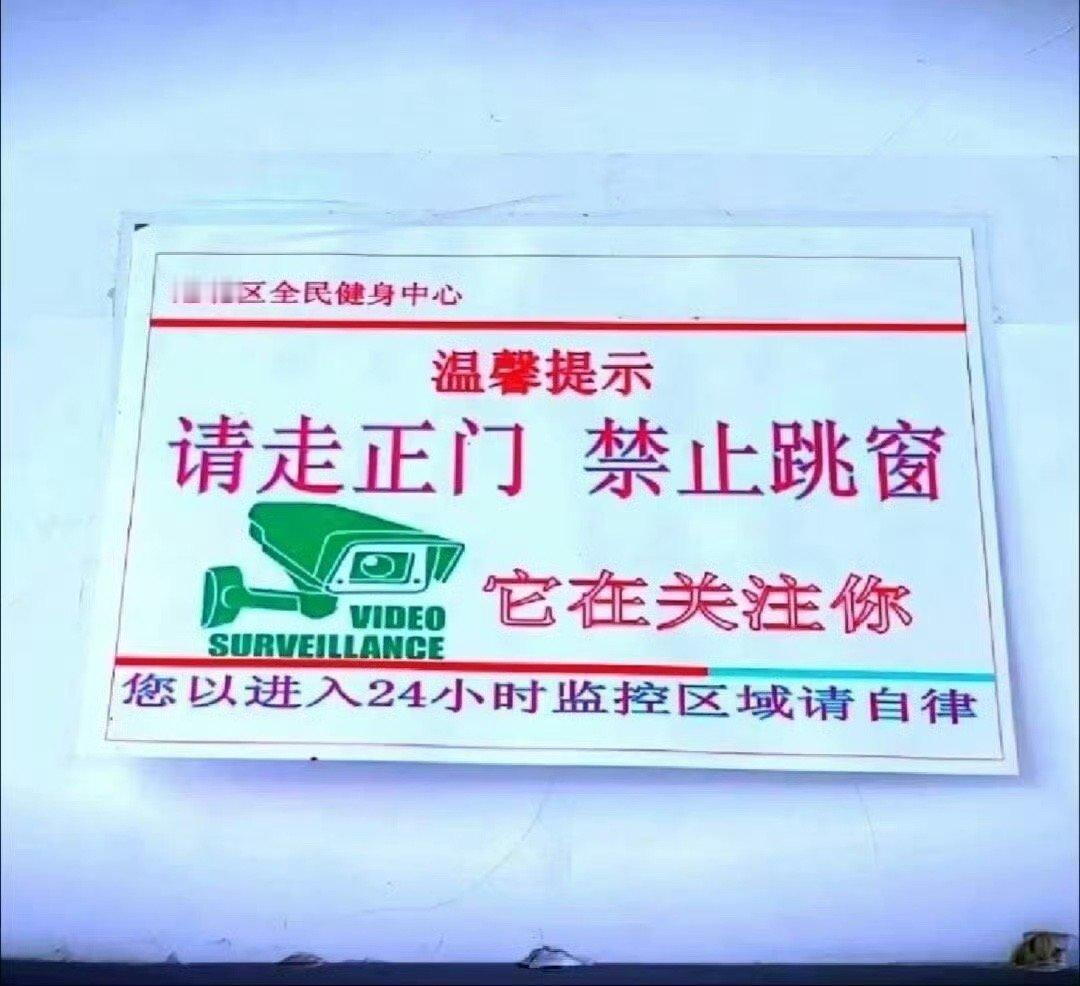 区全民健身中心
温馨提示
请走正门 禁止跳窗
VIDEO
SURVEILLANCE
它在关注你
您以进入24小时监控区域请自律